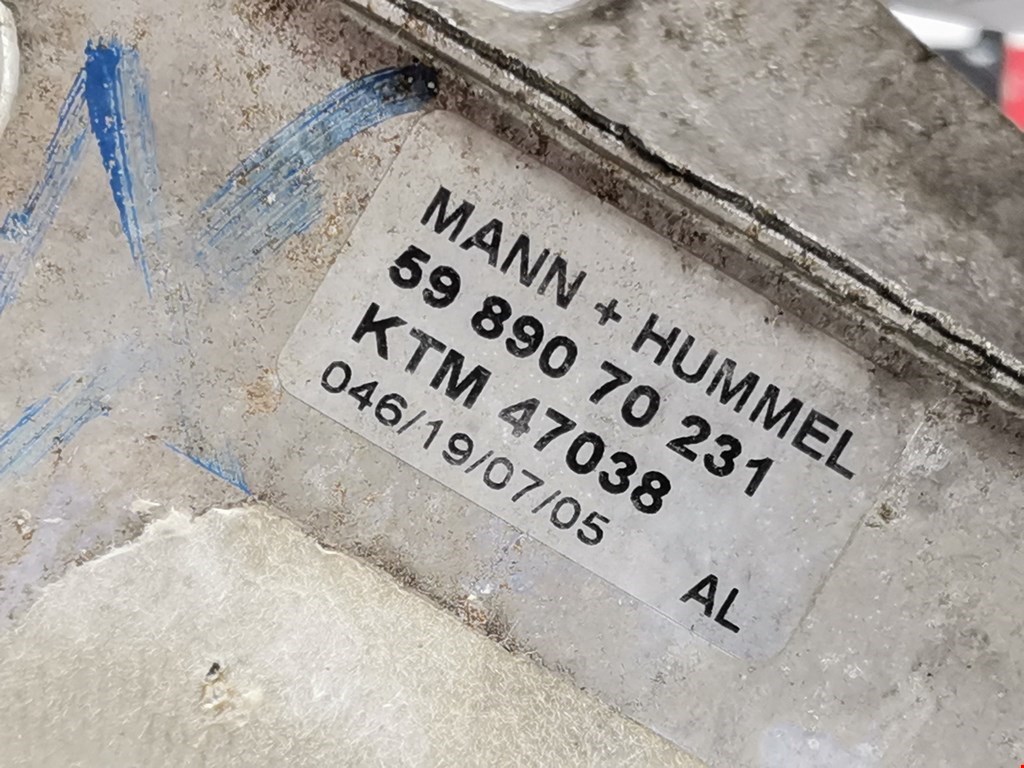 MANN + HUMMEL
59 890 70 231
KTM 47038
046/19/07/05
AL